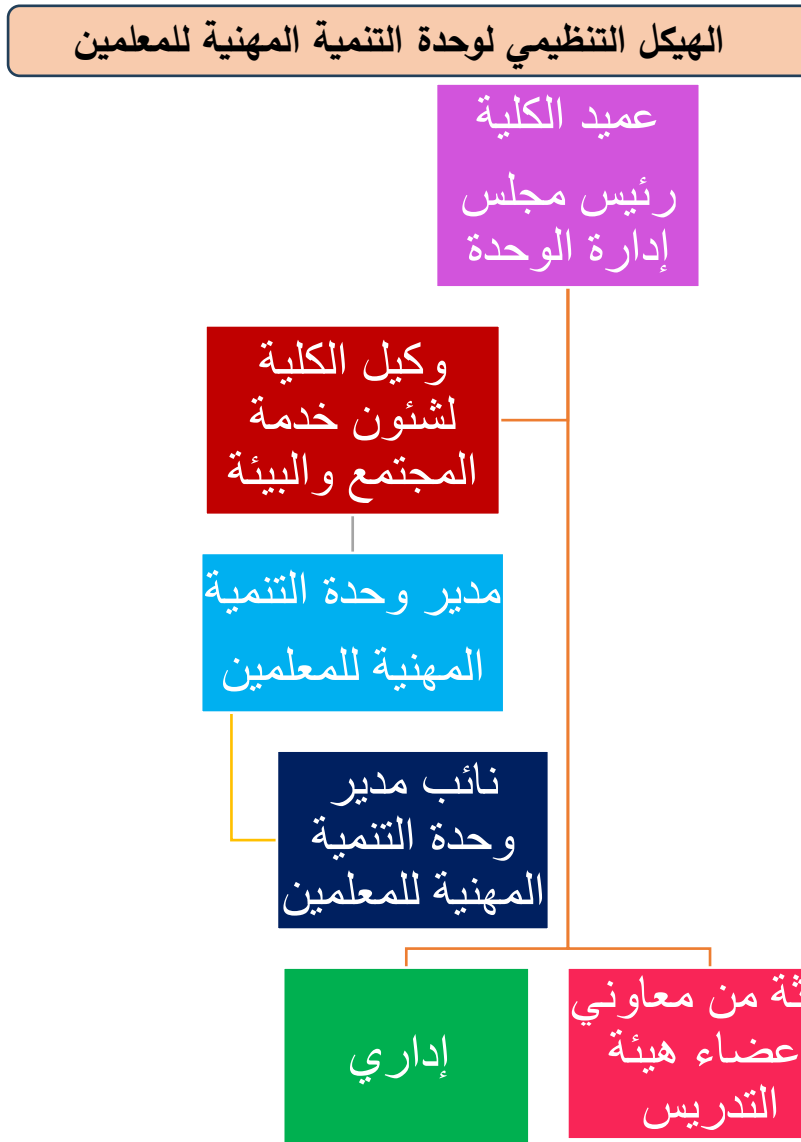 الهيكل التنظيمي لوحدة التنمية المهنية للمعلمين
عميد الكلية
رئيس مجلس
إدارة الوحدة
وكيل الكلية
لشئون خدمة
المجتمع والبيئة
مدير وحدة التنمية
المهنية للمعلمين
نائب مدير
وحدة التنمية
المهنية للمعلمين
من معاوني
هيئة
التدريس
إداري